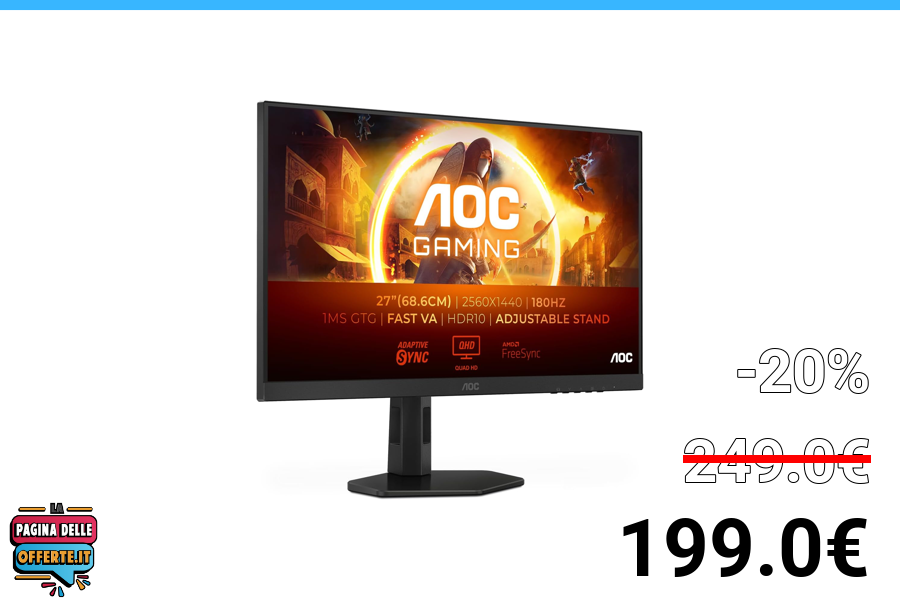 AOC
GAMING
27"(68.6CM) | 2560X1440 | 180HZ
1MS GTG | FAST VA | HDR10 | ADJUSTABLE STAND
ADAPTIVE
SYNC
QHD
QUAD HD
AMD
FreeSync
AOC
AOC
-20%
249.0€
199.0€
LA
PAGINA DELLE
OFFERTE.IT